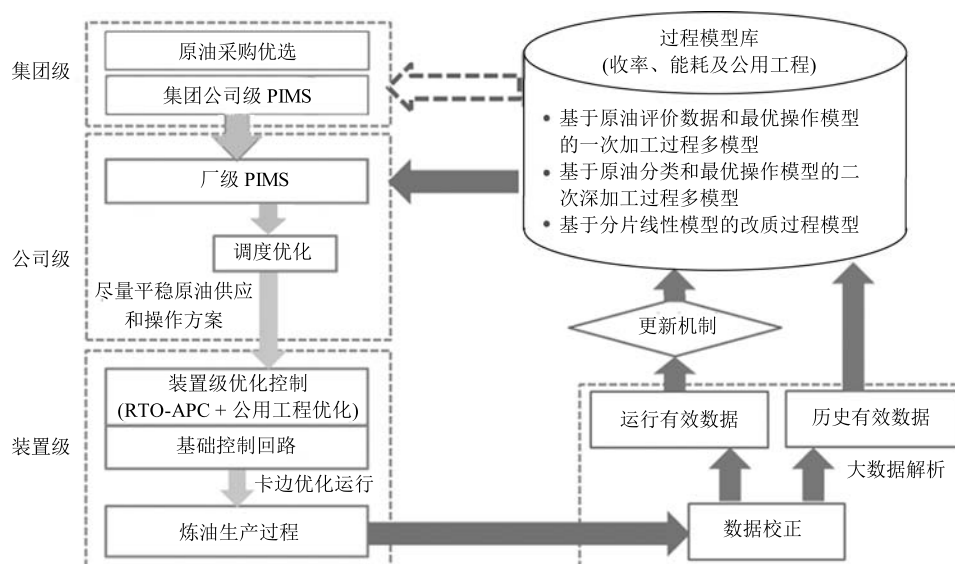 集团级
原油采购优选
集团公司级 PIMS
公司级
厂级 PIMS
调度优化
尽量平稳原油供应
和操作方案
装置级
装置级优化控制
(RTO-APC + 公用工程优化)
基础控制回路
卡边优化运行
炼油生产过程
过程模型库
(收率、能耗及公用工程)
• 基于原油评价数据和最优操作模型
的一次加工过程多模型
• 基于原油分类和最优操作模型的二
次深加工过程多模型
• 基于分片线性模型的改质过程模型
更新机制
运行有效数据
历史有效数据
大数据解析
数据校正